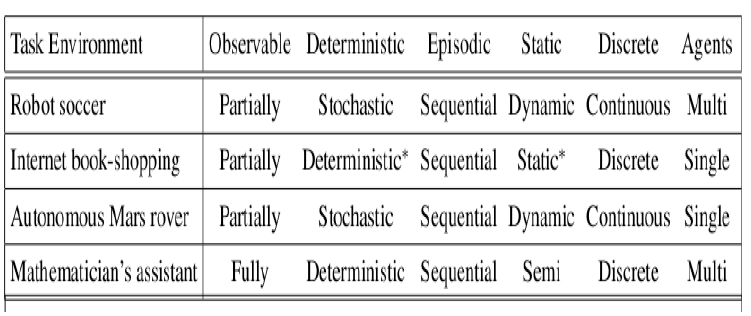 Task Environment Observable Deterministic Episodic Static Discrete Agents
Robot soccer Partially Stochastic Sequential Dynamic Continuous Multi
Internet book-shopping Partially Deterministic* Sequential Static* Discrete Single
Autonomous Mars rover Partially Stochastic Sequential Dynamic Continuous Single
Mathematician's assistant Fully Deterministic Sequential Semi Discrete Multi